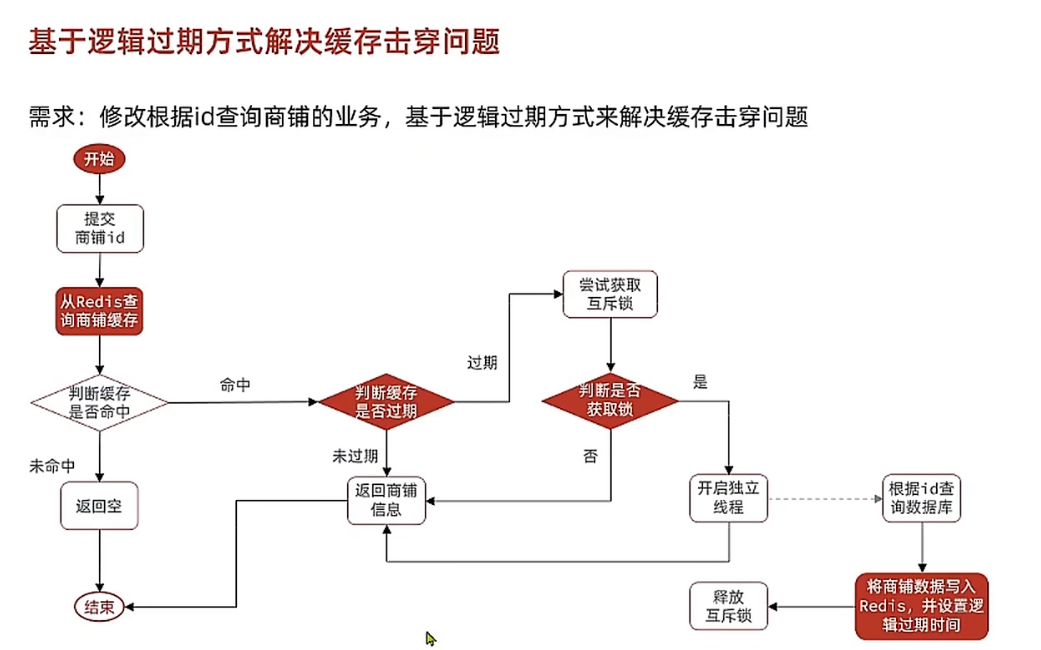 基于逻辑过期方式解决缓存击穿问题
需求：修改根据id查询商铺的业务，基于逻辑过期方式来解决缓存击穿问题
开始
提交
商铺id
从Redis查
询商铺缓存
判断缓存
是否命中
命中
未命中
返回空
结束
判断缓存
是否过期
过期
未过期
返回商铺
信息
尝试获取
互斥锁
判断是否
获取锁
是
否
开启独立
线程
根据id查
询数据库
将商铺数据写入
Redis，并设置逻
辑过期时间
释放
互斥锁